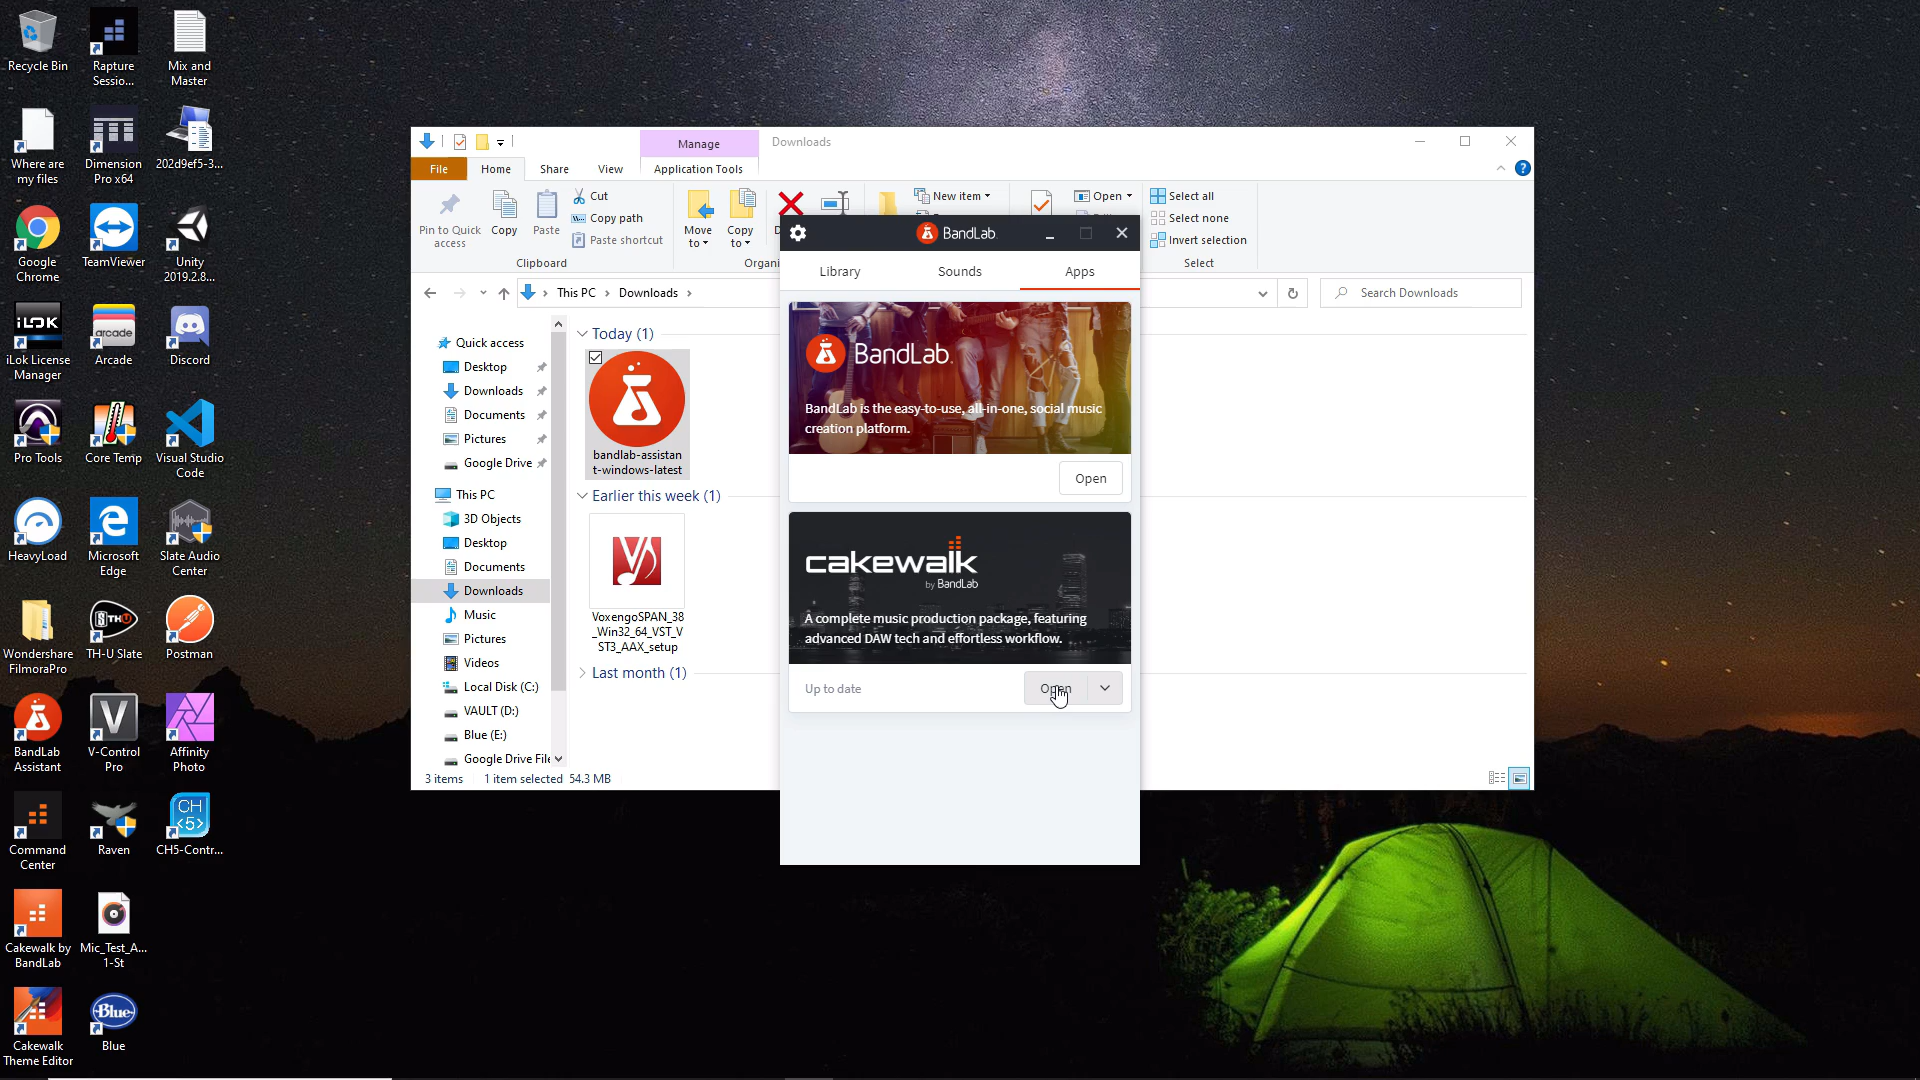 Recycle Bin
Rapture
Sessio...
Mix and
Master
Where are
my files
Dimension
Pro x64
202d9ef5-3...
Google
Chrome
TeamViewer
Unity
2019.2.8...
iLOK
iLok License
Manager
arcade
Arcade
Discord
Pro Tools
Core Temp
Visual Studio
Code
HeavyLoad
Microsoft
Edge
Slate Audio
Center
Wondershare
FilmoraPro
TH-U Slate
Postman
BandLab
Assistant
V-Control
Pro
Affinity
Photo
Command
Center
Raven
CH
<5>
CH5-Contr...
Cakewalk by
BandLab
Mic_Test_A...
1-St
Cakewalk
Theme Editor
Blue
Blue
Manage
Downloads
File
Home
Share
View
Application Tools
Pin to Quick
access
Copy
Paste
Cut
Copy path
Paste shortcut
Clipboard
Move
to
Copy
to
Organi
New item
Open
Select all
Select none
Invert selection
Select
This PC
Downloads
Search Downloads
Quick access
Desktop
Downloads
Documents
Pictures
Google Drive
This PC
3D Objects
Desktop
Documents
Downloads
Music
Pictures
Videos
Local Disk (C:)
VAULT (D:)
Blue (E:)
Google Drive File
Today (1)
bandlab-assistan
t-windows-latest
Earlier this week (1)
VoxengoSPAN_38
_Win32_64_VST_V
ST3_AAX_setup
Last month (1)
3 items
1 item selected 54.3 MB
BandLab
Library
Sounds
Apps
BandLab
BandLab is the easy-to-use, all-in-one, social music
creation platform.
Open
cakewalk
by BandLab
A complete music production package, featuring
advanced DAW tech and effortless workflow.
Up to date
Open